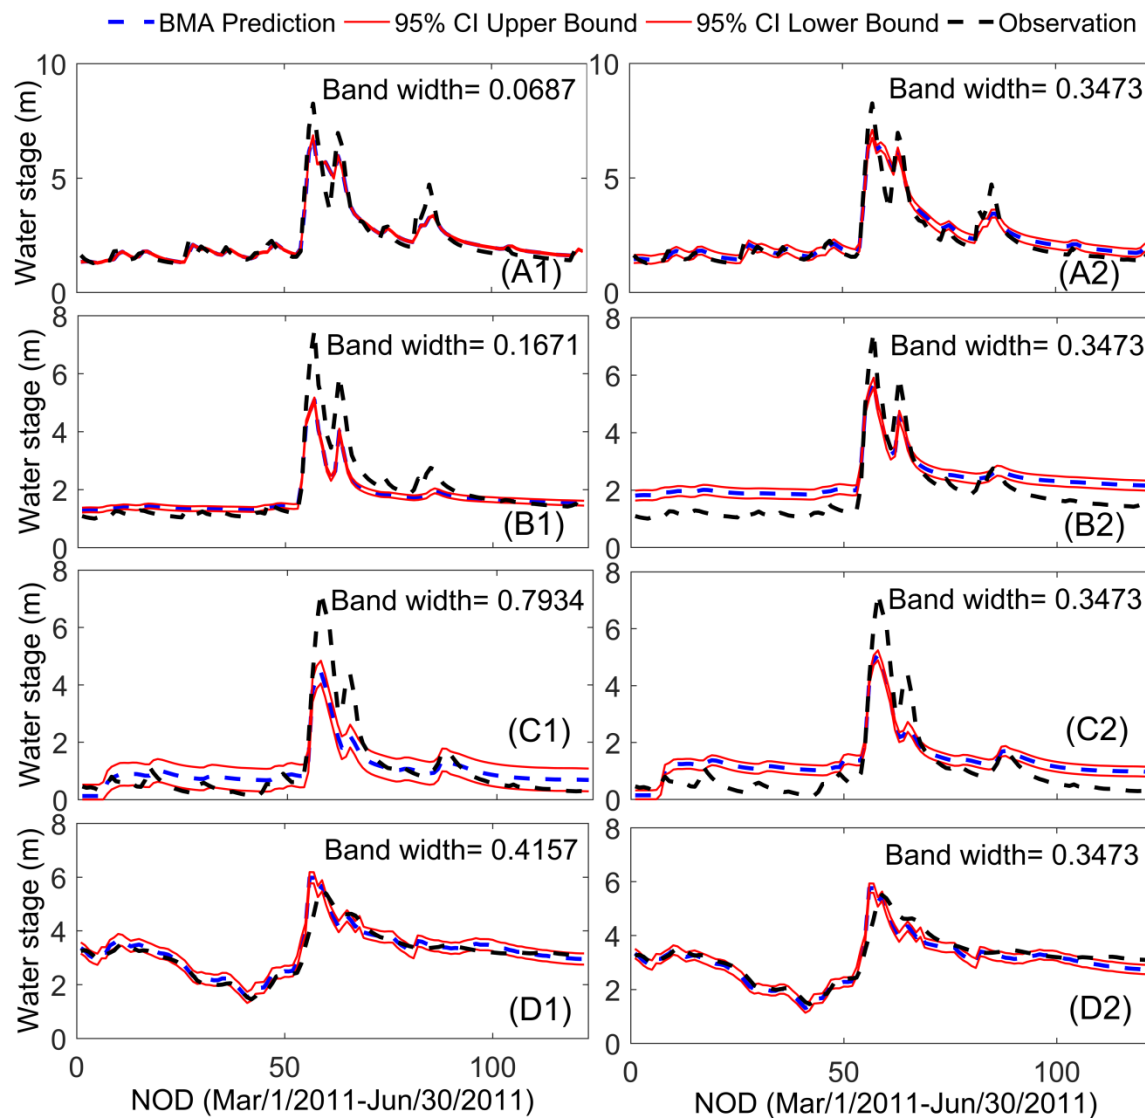 BMA Prediction 95% CI Upper Bound 95% CI Lower Bound Observation
10 10
Water stage (m) Band width= 0.0687 Band width= 0.3473
5 5
(A1) (A2)
0 0
8 8
Water stage (m) Band width= 0.1671 Band width= 0.3473
6 6
4 4
2 2
(B1) (B2)
0 0 50 100 0 0 50 100
8 8
Water stage (m) Band width= 0.7934 Band width= 0.3473
6 6
4 4
2 (C1) 2 (C2)
0 0
8 8
Water stage (m) Band width= 0.4157 Band width= 0.3473
6 6
4 4
2 (D1) 2 (D2)
0 0
0 50 100 0 50 100
NOD (Mar/1/2011-Jun/30/2011) NOD (Mar/1/2011-Jun/30/2011)